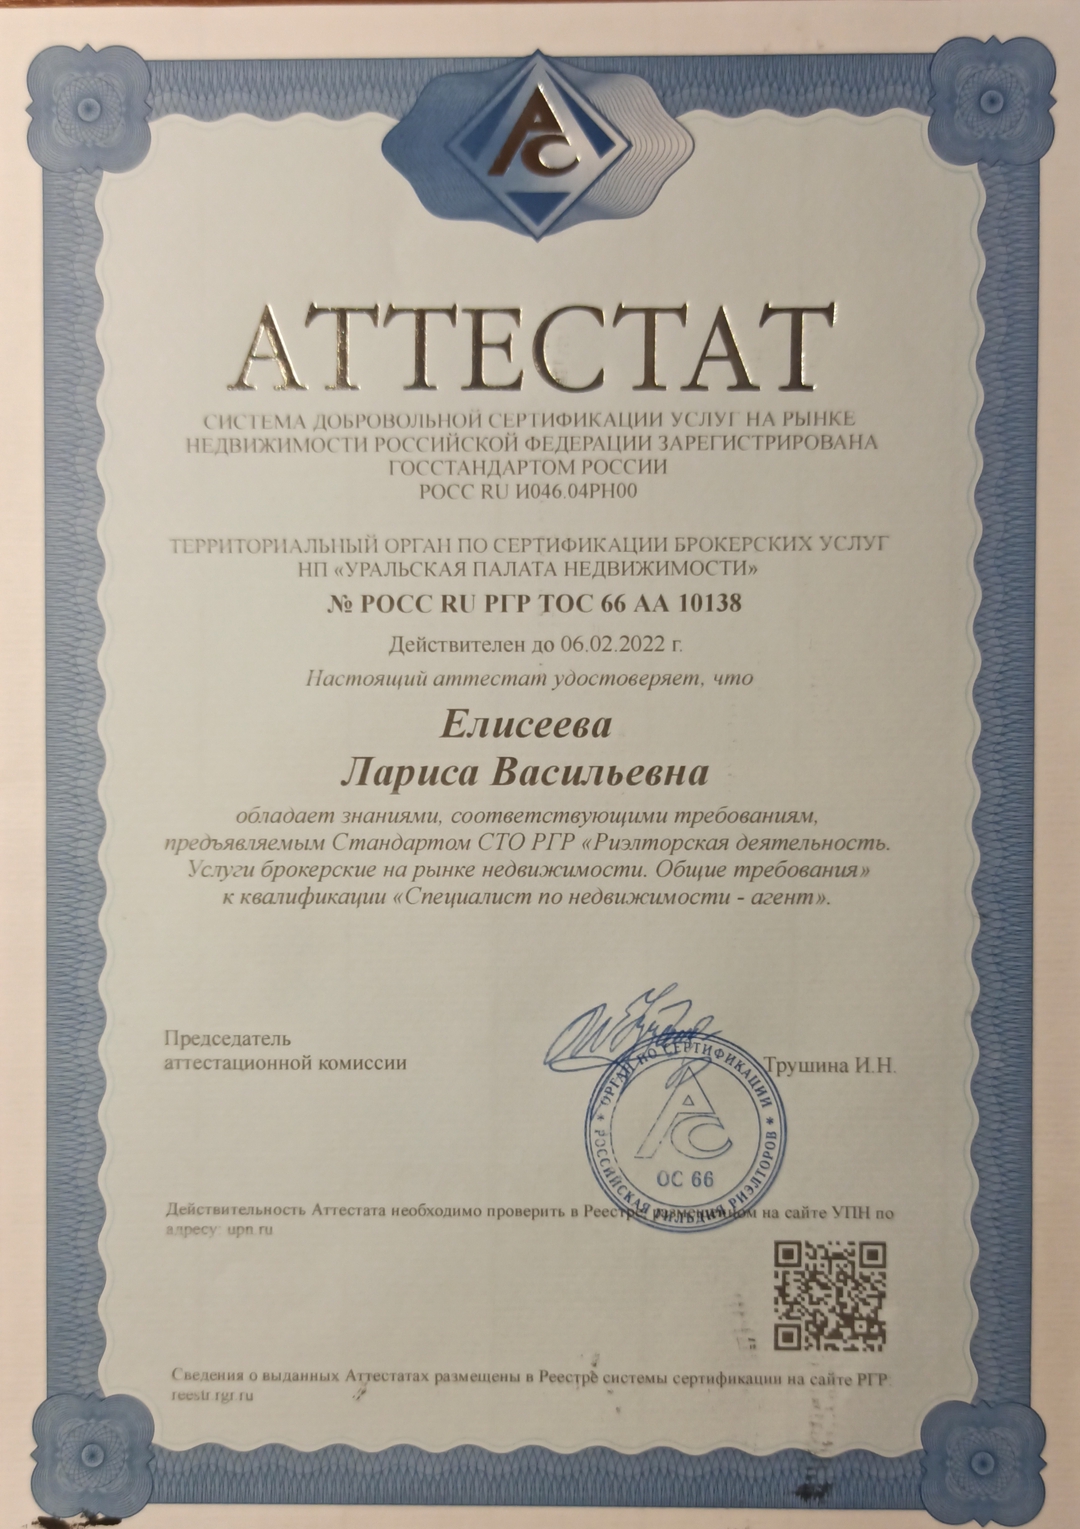 АС
АТТЕСТАТ
СИСТЕМА ДОБРОВОЛЬНОЙ СЕРТИФИКАЦИИ УСЛУГ НА РЫНКЕ
НЕДВИЖИМОСТИ РОССИЙСКОЙ ФЕДЕРАЦИИ ЗАРЕГИСТРИРОВАНА
ГОССТАНДАРТОМ РОССИИ
РОСС RU И046.04РН00
ТЕРРИТОРИАЛЬНЫЙ ОРГАН ПО СЕРТИФИКАЦИИ БРОКЕРСКИХ УСЛУГ
НП «УРАЛЬСКАЯ ПАЛАТА НЕДВИЖИМОСТИ»
№ РОСС RU РГР ТОС 66 АА 10138
Действителен до 06.02.2022 г.
Настоящий аттестат удостоверяет, что
Елисеева
Лариса Васильевна
обладает знаниями, соответствующими требованиям,
предъявляемым Стандартом СТО РГР «Риэлторская деятельность.
Услуги брокерские на рынке недвижимости. Общие требования»
к квалификации «Специалист по недвижимости - агент».
Председатель
аттестационной комиссии
Трушина И.Н.
ОРГАН ПО СЕРТИФИКАЦИИ * РОССИЙСКАЯ ГИЛЬДИЯ РИЭЛТОРОВ *
АС
ОС 66
Действительность Аттестата необходимо проверить в Реестре, размещенном на сайте УПН по
адресу: upn.ru
Сведения о выданных Аттестатах размещены в Реестре системы сертификации на сайте РГР:
reestr.rgr.ru